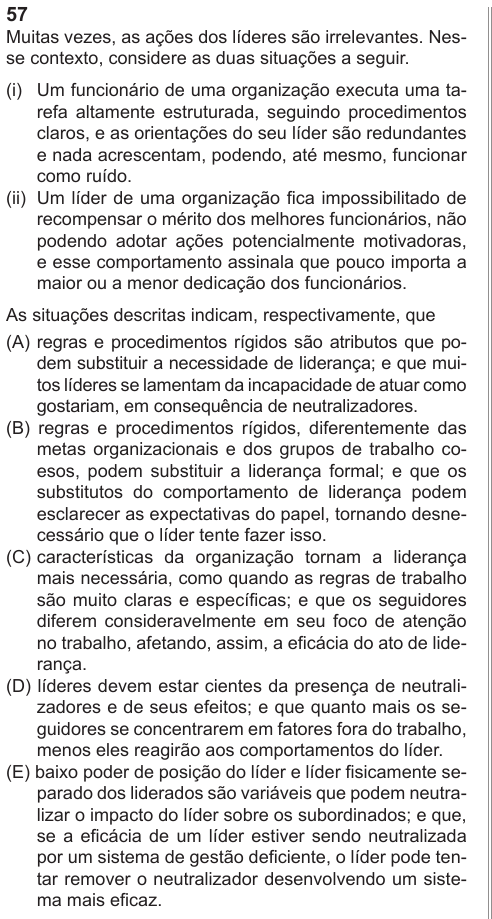 57
Muitas vezes, as ações dos líderes são irrelevantes. Nes-
se contexto, considere as duas situações a seguir.
(i) Um funcionário de uma organização executa uma ta-
refa altamente estruturada, seguindo procedimentos
claros, e as orientações do seu líder são redundantes
e nada acrescentam, podendo, até mesmo, funcionar
como ruído.
(ii) Um líder de uma organização fica impossibilitado de
recompensar o mérito dos melhores funcionários, não
podendo adotar ações potencialmente motivadoras,
e esse comportamento assinala que pouco importa a
maior ou a menor dedicação dos funcionários.
As situações descritas indicam, respectivamente, que
(A) regras e procedimentos rígidos são atributos que po-
dem substituir a necessidade de liderança; e que mui-
tos líderes se lamentam da incapacidade de atuar como
gostariam, em consequência de neutralizadores.
(B) regras e procedimentos rígidos, diferentemente das
metas organizacionais e dos grupos de trabalho co-
esos, podem substituir a liderança formal; e que os
substitutos do comportamento de liderança podem
esclarecer as expectativas do papel, tornando desne-
cessário que o líder tente fazer isso.
(C) características da organização tornam a liderança
mais necessária, como quando as regras de trabalho
são muito claras e específicas; e que os seguidores
diferem consideravelmente em seu foco de atenção
no trabalho, afetando, assim, a eficácia do ato de lide-
rança.
(D) líderes devem estar cientes da presença de neutrali-
zadores e de seus efeitos; e que quanto mais os se-
guidores se concentrarem em fatores fora do trabalho,
menos eles reagirão aos comportamentos do líder.
(E) baixo poder de posição do líder e líder fisicamente se-
parado dos liderados são variáveis que podem neutra-
lizar o impacto do líder sobre os subordinados; e que,
se a eficácia de um líder estiver sendo neutralizada
por um sistema de gestão deficiente, o líder pode ten-
tar remover o neutralizador desenvolvendo um siste-
ma mais eficaz.